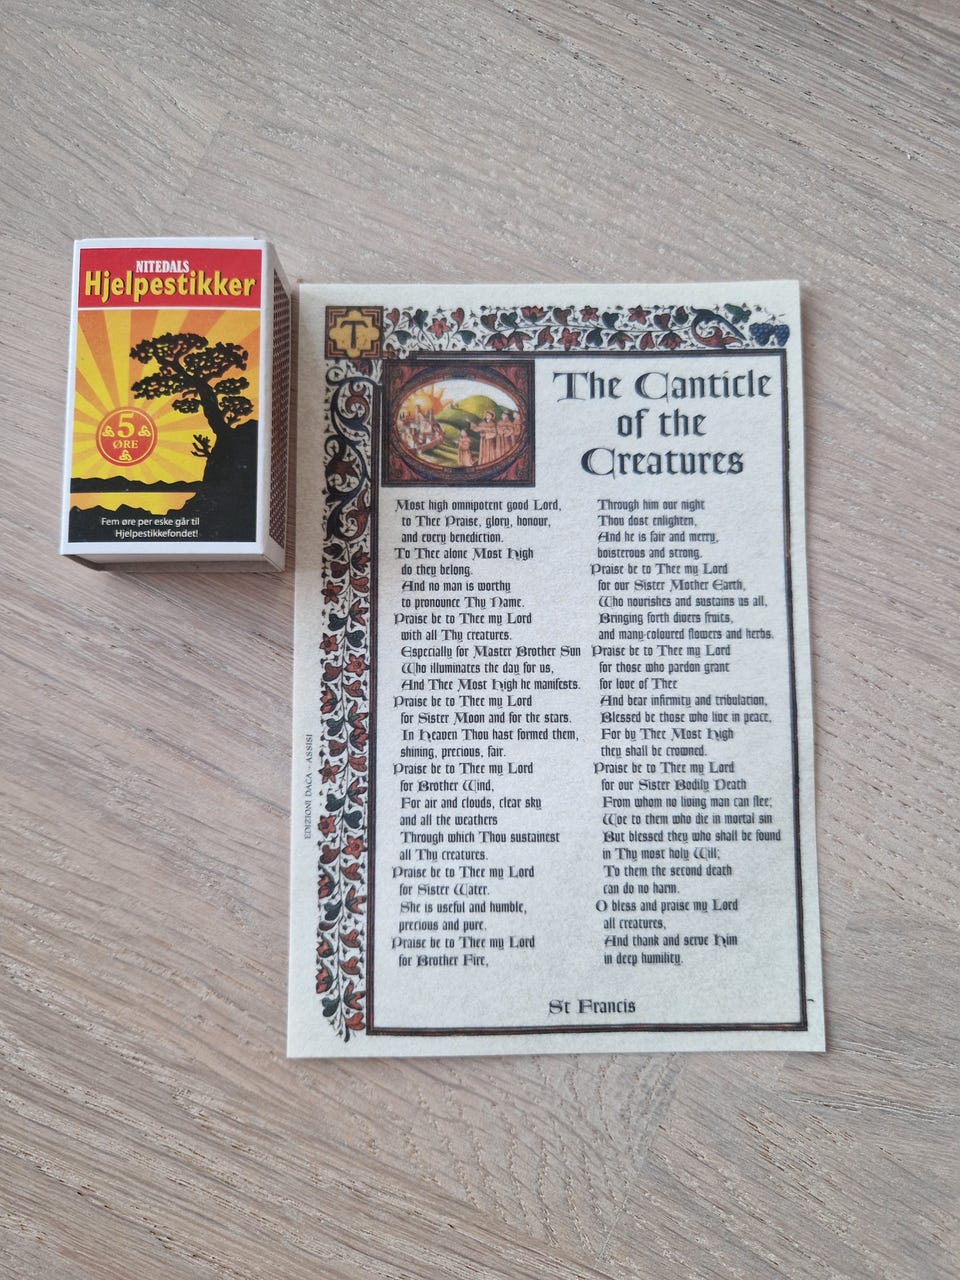 NITEDALS
Hjelpestikker
5
ØRE
Fem øre per eske går til
Hjelpestikkefondet!
T
The Canticle
of the
Creatures
Most high omnipotent good Lord,
to Thee Praise, glory, honour,
and every benediction.
To Thee alone Most High
do they belong.
And no man is worthy
to pronounce Thy Name.
Praise be to Thee my Lord
with all Thy creatures.
Especially for Master Brother Sun
Who illuminates the day for us,
And Thee Most High he manifests.
Praise be to Thee my Lord
for Sister Moon and for the stars.
In Heaven Thou hast formed them,
shining, precious, fair.
Praise be to Thee my Lord
for Brother Wind,
For air and clouds, clear sky
and all the weathers
Through which Thou sustainest
all Thy creatures.
Praise be to Thee my Lord
for Sister Water.
She is useful and humble,
precious and pure.
Praise be to Thee my Lord
for Brother Fire,
Through him our night
Thou dost enlighten,
And he is fair and merry,
boisterous and strong.
Praise be to Thee my Lord
for our Sister Mother Earth,
Who nourishes and sustains us all,
Bringing forth divers fruits,
and many-coloured flowers and herbs.
Praise be to Thee my Lord
for those who pardon grant
for love of Thee
And bear infirmity and tribulation,
Blessed be those who live in peace,
For by Thee Most High
they shall be crowned.
Praise be to Thee my Lord
for our Sister Bodily Death
From whom no living man can flee;
Woe to them who die in mortal sin
But blessed they who shall be found
in Thy most holy Will;
To them the second death
can do no harm.
O bless and praise my Lord
all creatures,
And thank and serve Him
in deep humility.
St Francis
EDIZIONI DACA - ASSISI